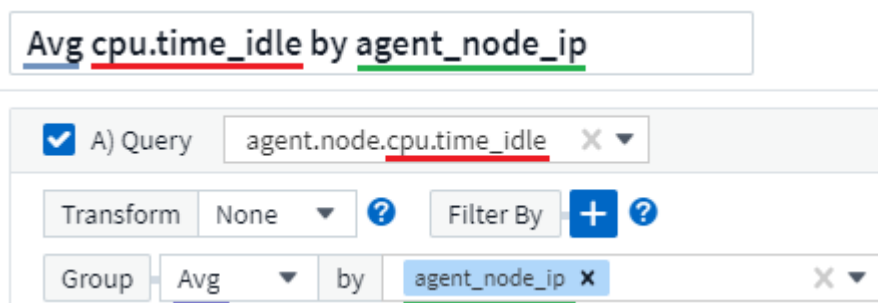 Avg cpu.time_idle by agent_node_ip
A) Query agent.node.cpu.time_idle
Transform None Filter By
Group Avg by agent_node_ip